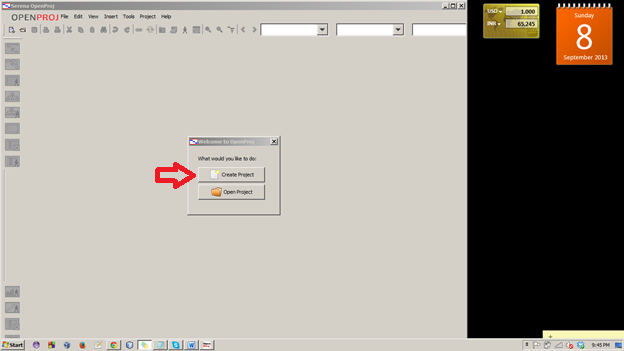 Serena OpenProj
OPENPROJ File Edit View Insert Tools Project Help
USD 1.000
INR 65.245
Sunday
8
September 2013
Welcome to OpenProj
What would you like to do:
Create Project
Open Project
Start
9:45 PM